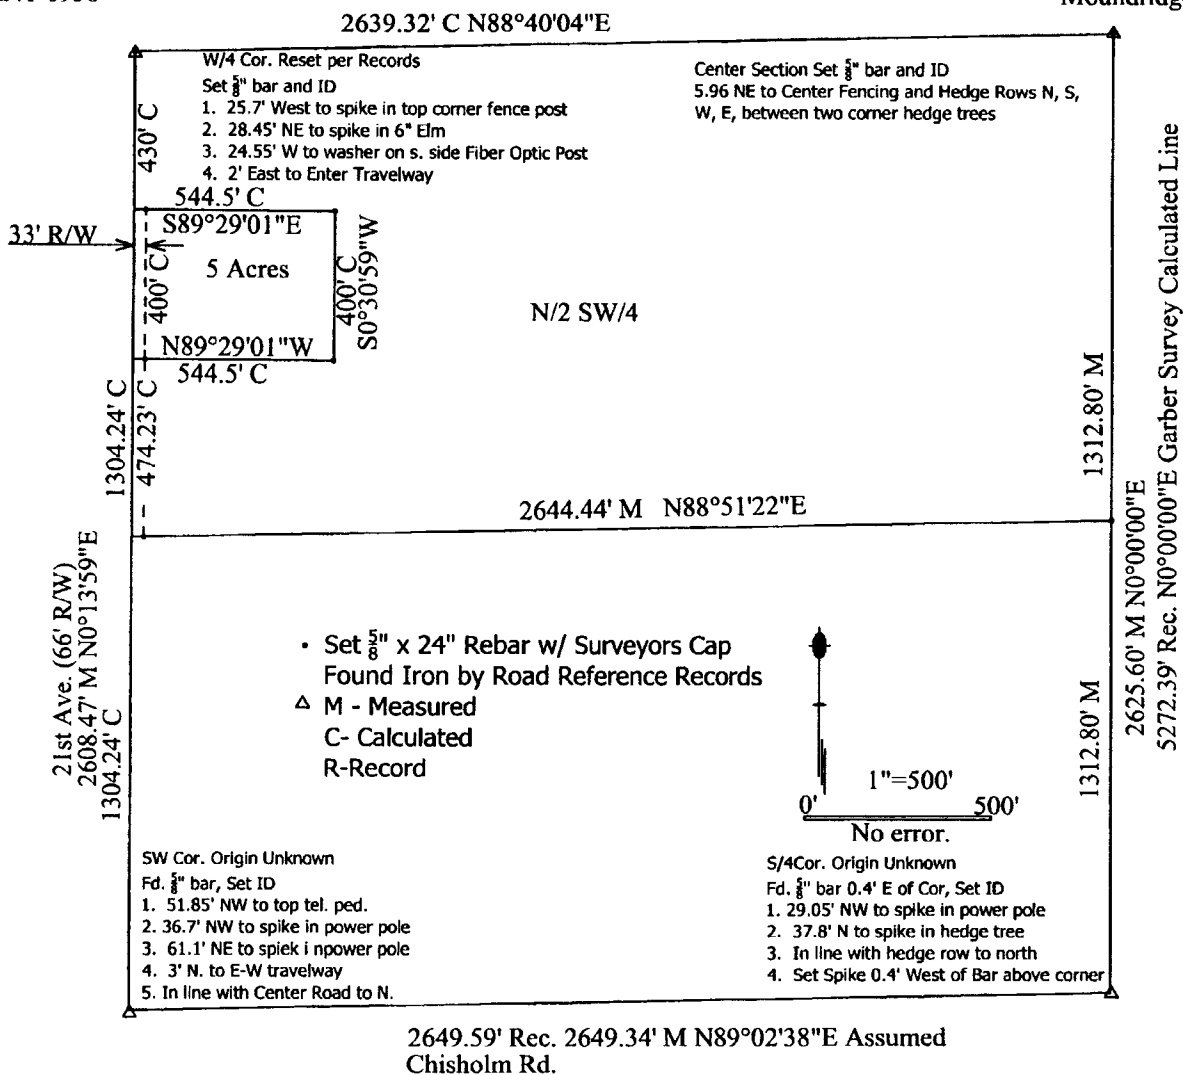 2639.32' C N88°40'04"E
W/4 Cor. Reset per Records
Set 5/8" bar and ID
1. 25.7' West to spike in top corner fence post
2. 28.45' NE to spike in 6" Elm
3. 24.55' W to washer on s. side Fiber Optic Post
4. 2' East to Enter Travelway
Center Section Set 5/8" bar and ID
5.96 NE to Center Fencing and Hedge Rows N, S,
W, E, between two corner hedge trees
430' C
544.5' C
S89°29'01"E
33' R/W
5 Acres
400' C
400' C
S0°30'59"W
N89°29'01"W
544.5' C
N/2 SW/4
1304.24' C
474.23' C
1312.80' M
2644.44' M N88°51'22"E
21st Ave. (66' R/W)
2608.47' M N0°13'59"E
1304.24' C
2625.60' M N0°00'00"E
5272.39' Rec. N0°00'00"E Garber Survey Calculated Line
1312.80' M
· Set 5/8" x 24" Rebar w/ Surveyors Cap
Found Iron by Road Reference Records
△ M - Measured
C- Calculated
R-Record
1"=500'
0' 500'
No error.
SW Cor. Origin Unknown
Fd. 5/8" bar, Set ID
1. 51.85' NW to top tel. ped.
2. 36.7' NW to spike in power pole
3. 61.1' NE to spiek i npower pole
4. 3' N. to E-W travelway
5. In line with Center Road to N.
S/4Cor. Origin Unknown
Fd. 5/8" bar 0.4' E of Cor, Set ID
1. 29.05' NW to spike in power pole
2. 37.8' N to spike in hedge tree
3. In line with hedge row to north
4. Set Spike 0.4' West of Bar above corner
2649.59' Rec. 2649.34' M N89°02'38"E Assumed
Chisholm Rd.